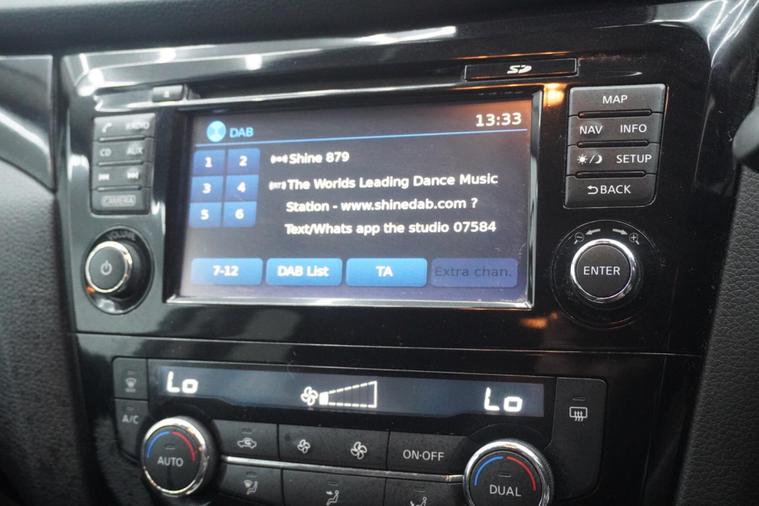 SD
MAP
RADIO
CD AUX
CAMERA
VOLUME
DAB
13:33
1 2
3 4
5 6
Shine 879
The Worlds Leading Dance Music
Station - www.shinedab.com ?
Text/Whats app the studio 07584
7-12 DAB List TA Extra chan.
NAV INFO
SETUP
BACK
ENTER
Lo Lo
A/C
AUTO
ON·OFF
DUAL